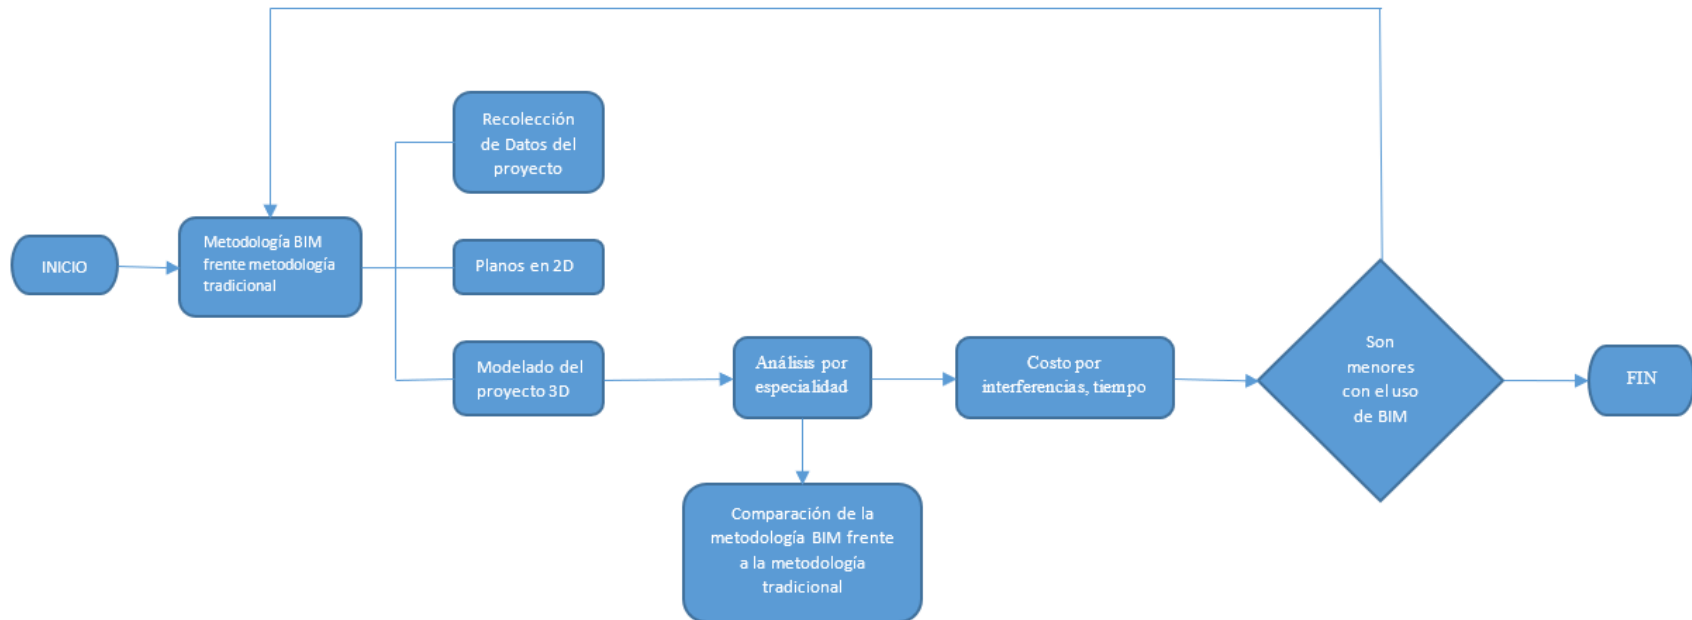 INICIO
Metodología BIM
frente metodología
tradicional
Recolección
de Datos del
proyecto
Planos en 2D
Modelado del
proyecto 3D
Análisis por
especialidad
Comparación de la
metodología BIM frente
a la metodología
tradicional
Costo por
interferencias, tiempo
Son
menores
con el uso
de BIM
FIN